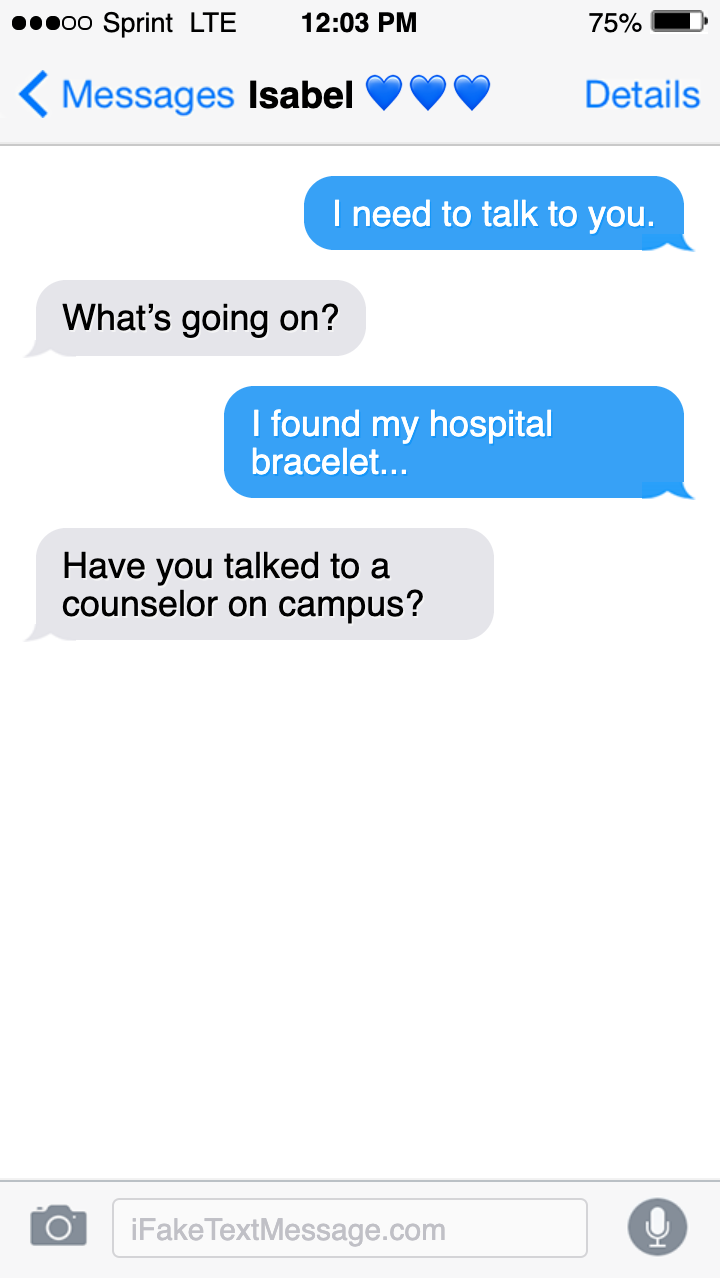 Sprint LTE 12:03 PM 75%
Messages Isabel 💙💙💙 Details
I need to talk to you.
What's going on?
I found my hospital
bracelet...
Have you talked to a
counselor on campus?
iFakeTextMessage.com